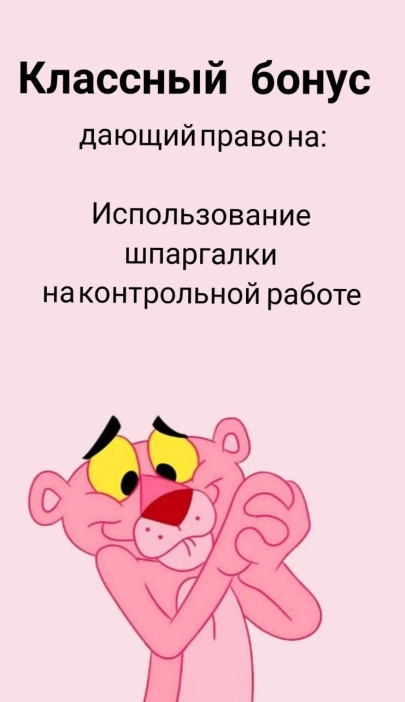 Классный бонус
дающий право на:
Использование
шпаргалки
на контрольной работе